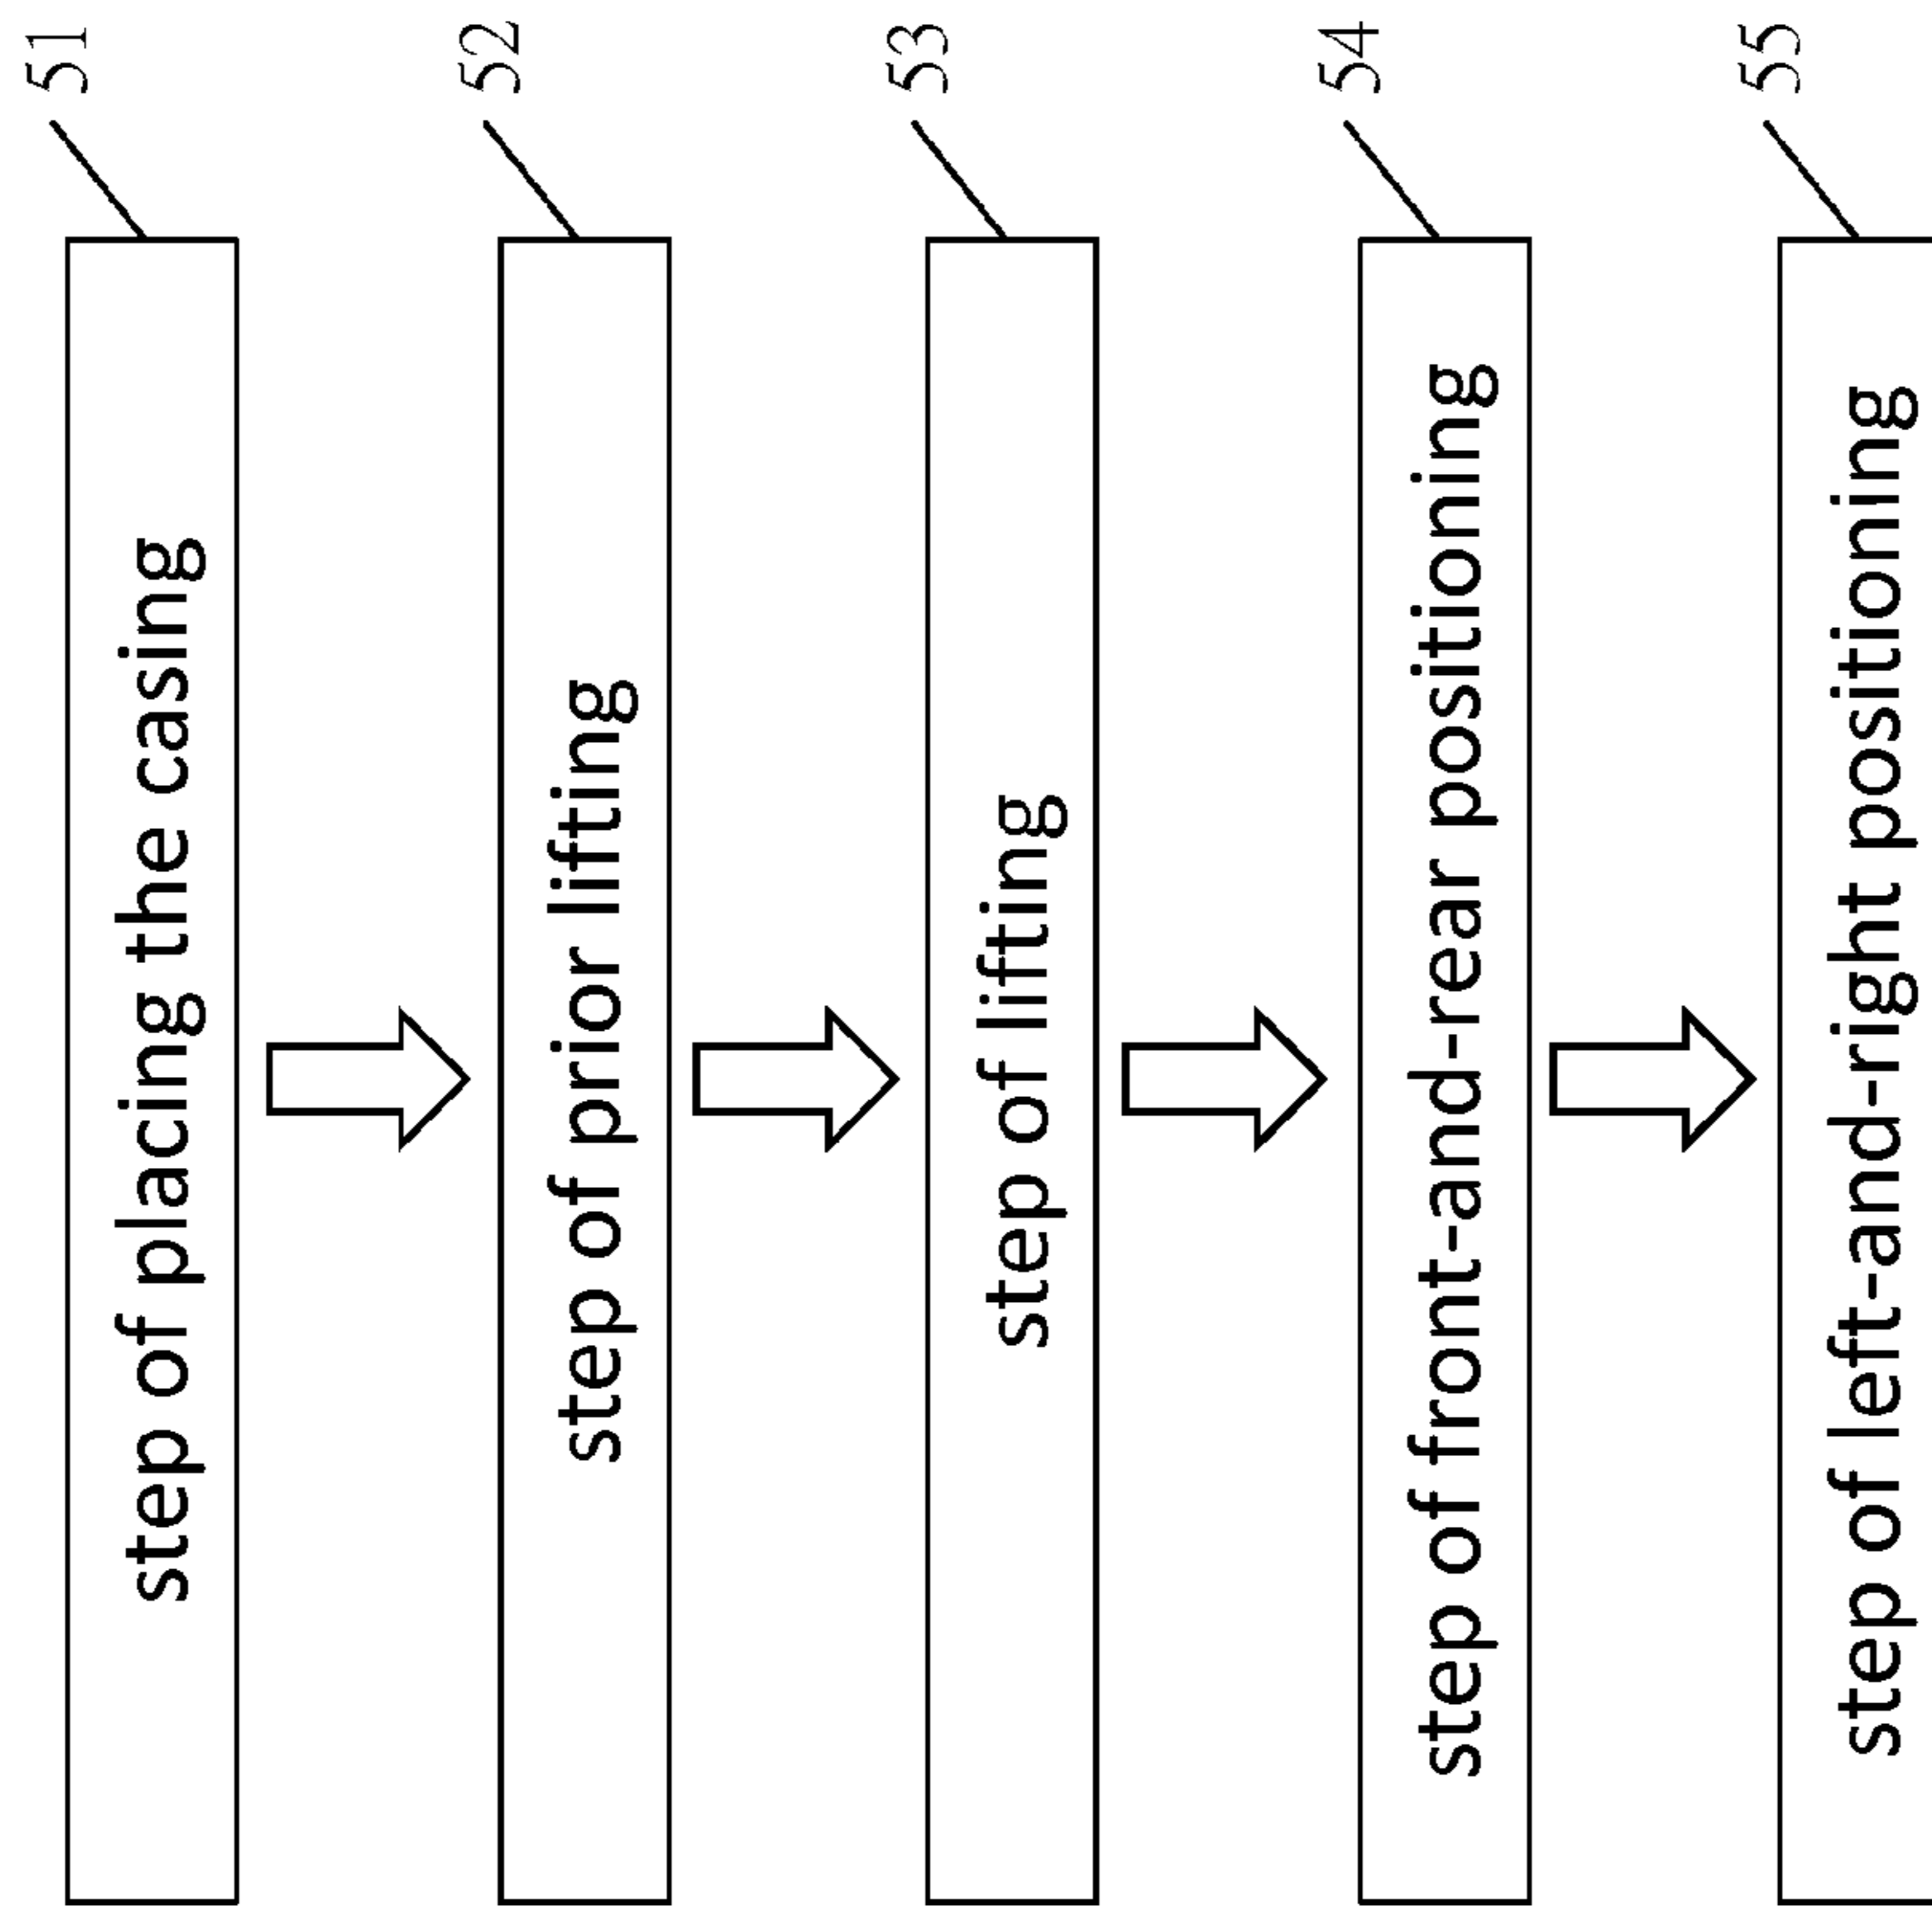 51
step of placing the casing
52
step of prior lifting
53
step of lifting
54
step of front-and-rear positioning
55
step of left-and-right positioning